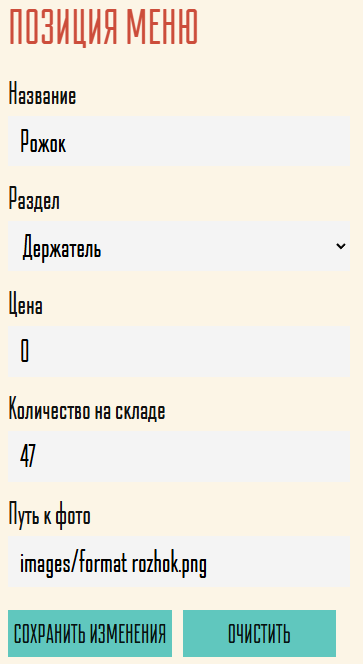 ПОЗИЦИЯ МЕНЮ
Название
Рожок
Раздел
Держатель
Цена
0
Количество на складе
47
Путь к фото
images/format rozhok.png
СОХРАНИТЬ ИЗМЕНЕНИЯ ОЧИСТИТЬ